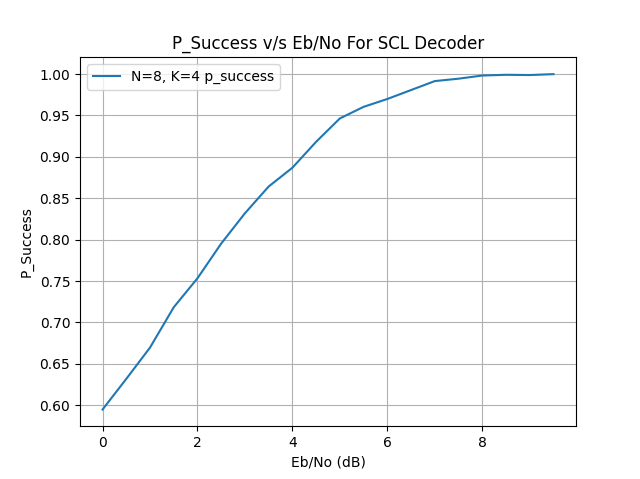 P_Success v/s Eb/No For SCL Decoder
N=8, K=4 p_success
1.00
0.95
0.90
0.85
0.80
0.75
0.70
0.65
0.60
P_Success
0 2 4 6 8
Eb/No (dB)